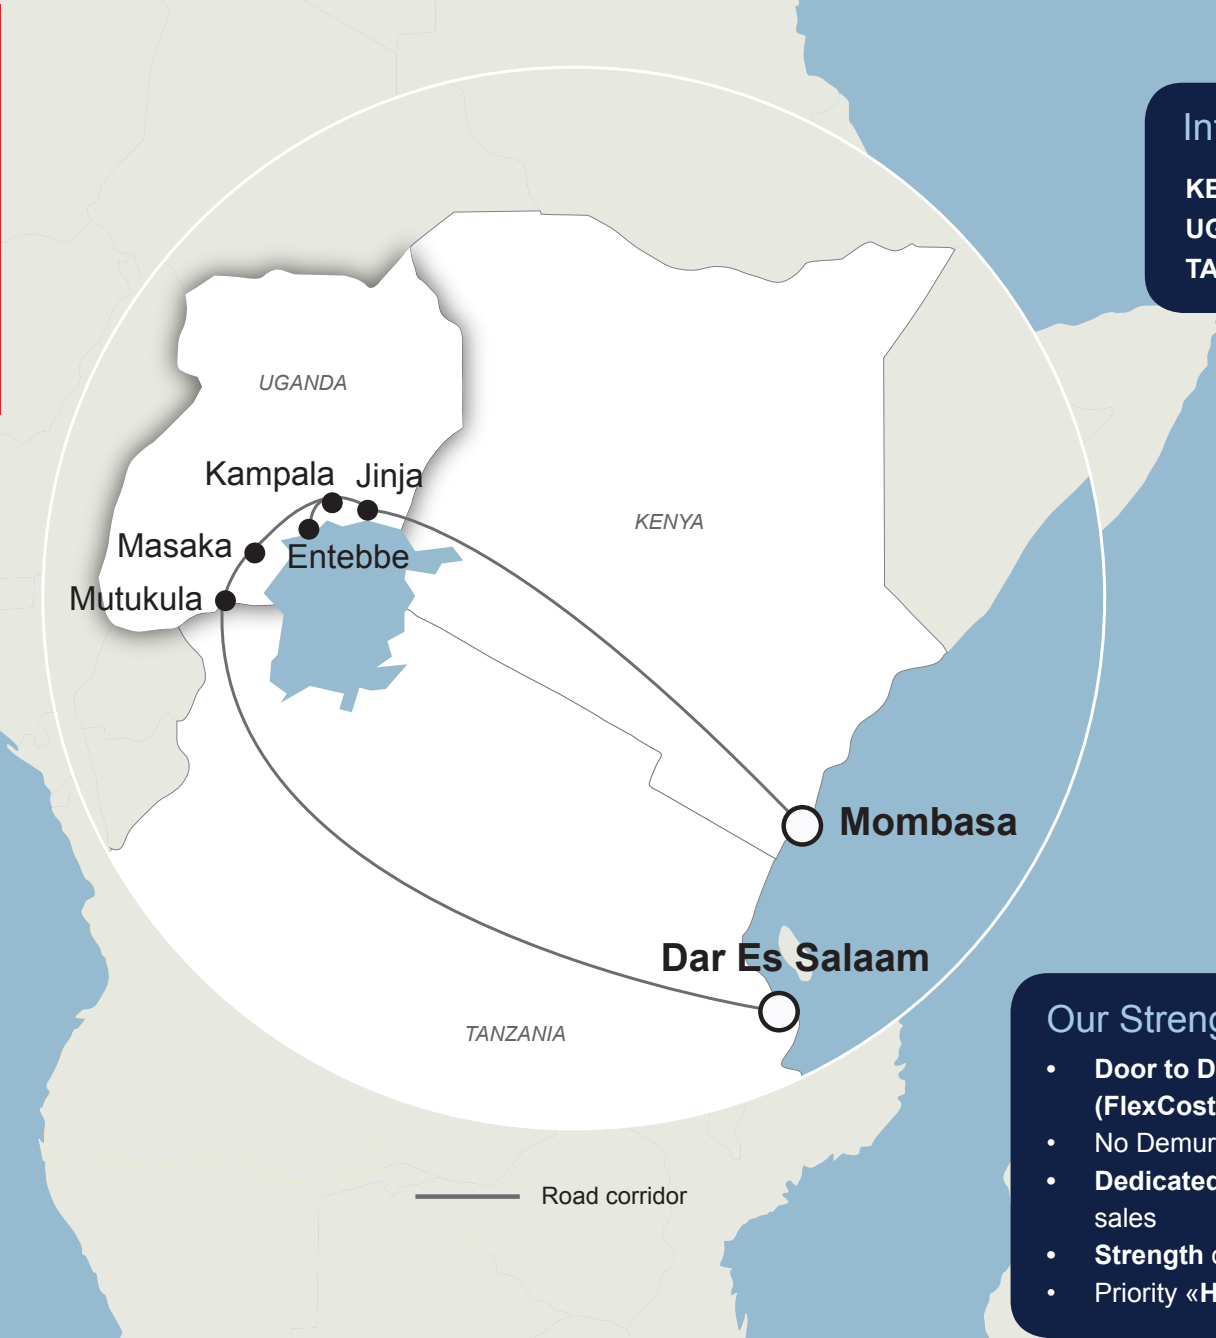 UGANDA
Kampala
Jinja
KENYA
Masaka
Entebbe
Mutukula
Mombasa
Dar Es Salaam
TANZANIA
Road corridor
KE
UG
TA
Our Streng
• Door to D
(FlexCost
• No Demur
• Dedicated
sales
• Strength
• Priority «H